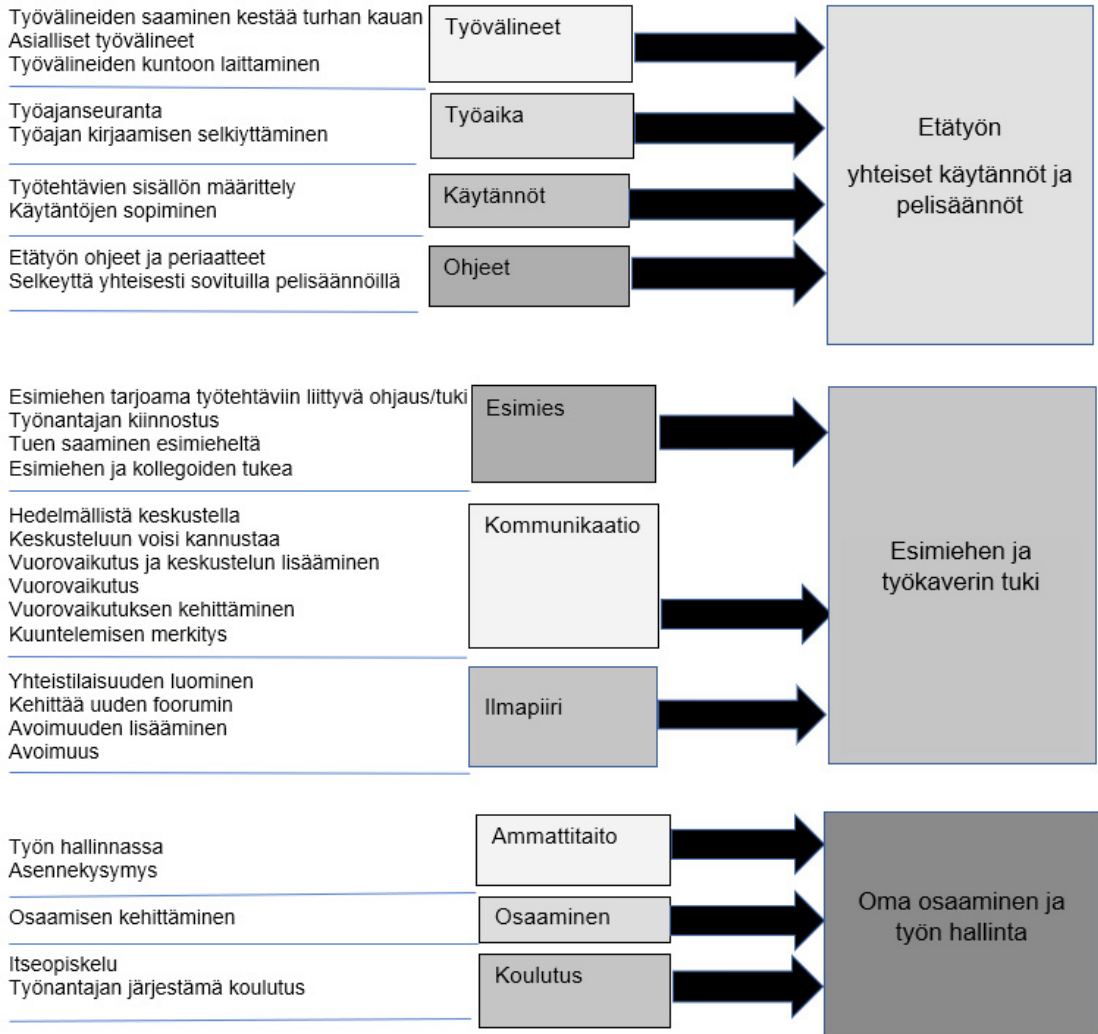 Työvälineiden saaminen kestää turhan kauan
Asialliset työvälineet
Työvälineiden kuntoon laittaminen
Työvälineet
Työajanseuranta
Työajan kirjaamisen selkiyttäminen
Työaika
Työtehtävien sisällön määrittely
Käytäntöjen sopiminen
Käytännöt
Etätyön ohjeet ja periaatteet
Selkeyttä yhteisesti sovituilla pelisäännöillä
Ohjeet
Etätyön
yhteiset käytännöt ja
pelisäännöt
Esimiehen tarjoama työtehtäviin liittyvä ohjaus/tuki
Työnantajan kiinnostus
Tuen saaminen esimieheltä
Esimiehen ja kollegoiden tukea
Esimies
Hedelmällistä keskustella
Keskusteluun voisi kannustaa
Vuorovaikutus ja keskustelun lisääminen
Vuorovaikutus
Vuorovaikutuksen kehittäminen
Kuuntelemisen merkitys
Kommunikaatio
Yhteistilaisuuden luominen
Kehittää uuden foorumin
Avoimuuden lisääminen
Avoimuus
Ilmapiiri
Esimiehen ja
työkaverin tuki
Työn hallinnassa
Asennekysymys
Ammattitaito
Osaamisen kehittäminen
Osaaminen
Itseopiskelu
Työnantajan järjestämä koulutus
Koulutus
Oma osaaminen ja
työn hallinta